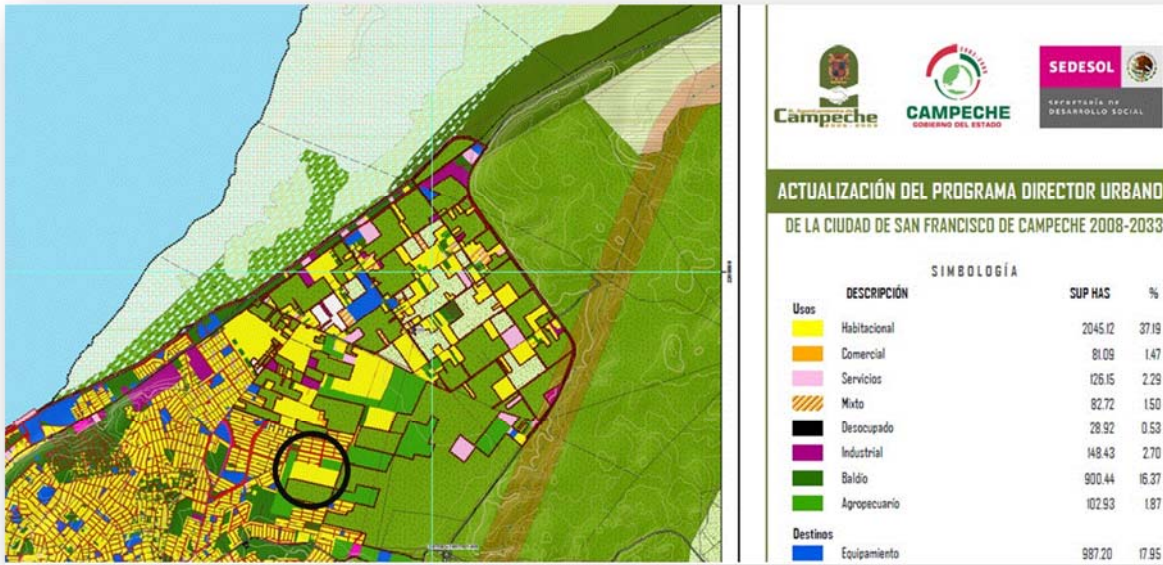 Campeche
CAMPECHE
GOBIERNO DEL ESTADO
SEDESOL
SECRETARÍA DE
DESARROLLO SOCIAL
ACTUALIZACIÓN DEL PROGRAMA DIRECTOR URBANO
DE LA CIUDAD DE SAN FRANCISCO DE CAMPECHE 2008-2033
SIMBOLOGÍA
DESCRIPCIÓN SUP HAS %
Usos
Habitacional 2045.12 37.19
Comercial 81.09 1.47
Servicios 126.15 2.29
Mixto 82.72 1.50
Desocupado 28.92 0.53
Industrial 148.43 2.70
Baldío 900.44 16.37
Agropecuario 102.93 1.87
Destinos
Equipamiento 987.20 17.95